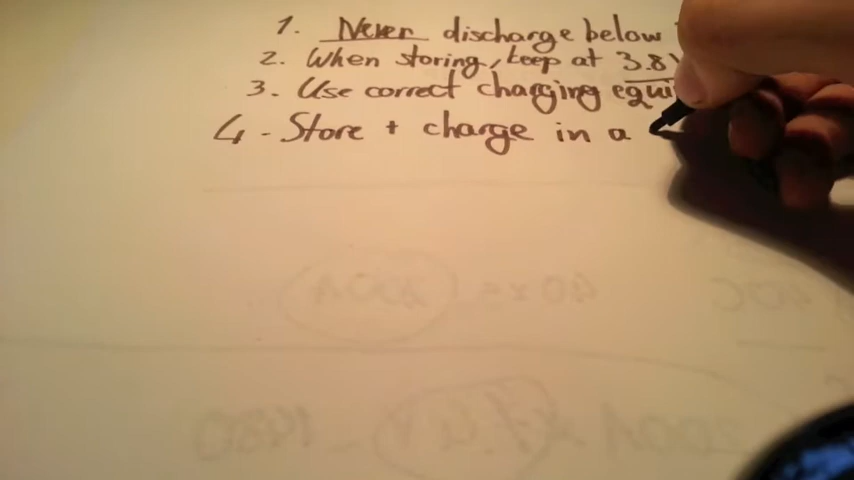 1. Never discharge below
2. When storing, keep at 3.8V
3. Use correct charging equi
4 - Store + charge in a